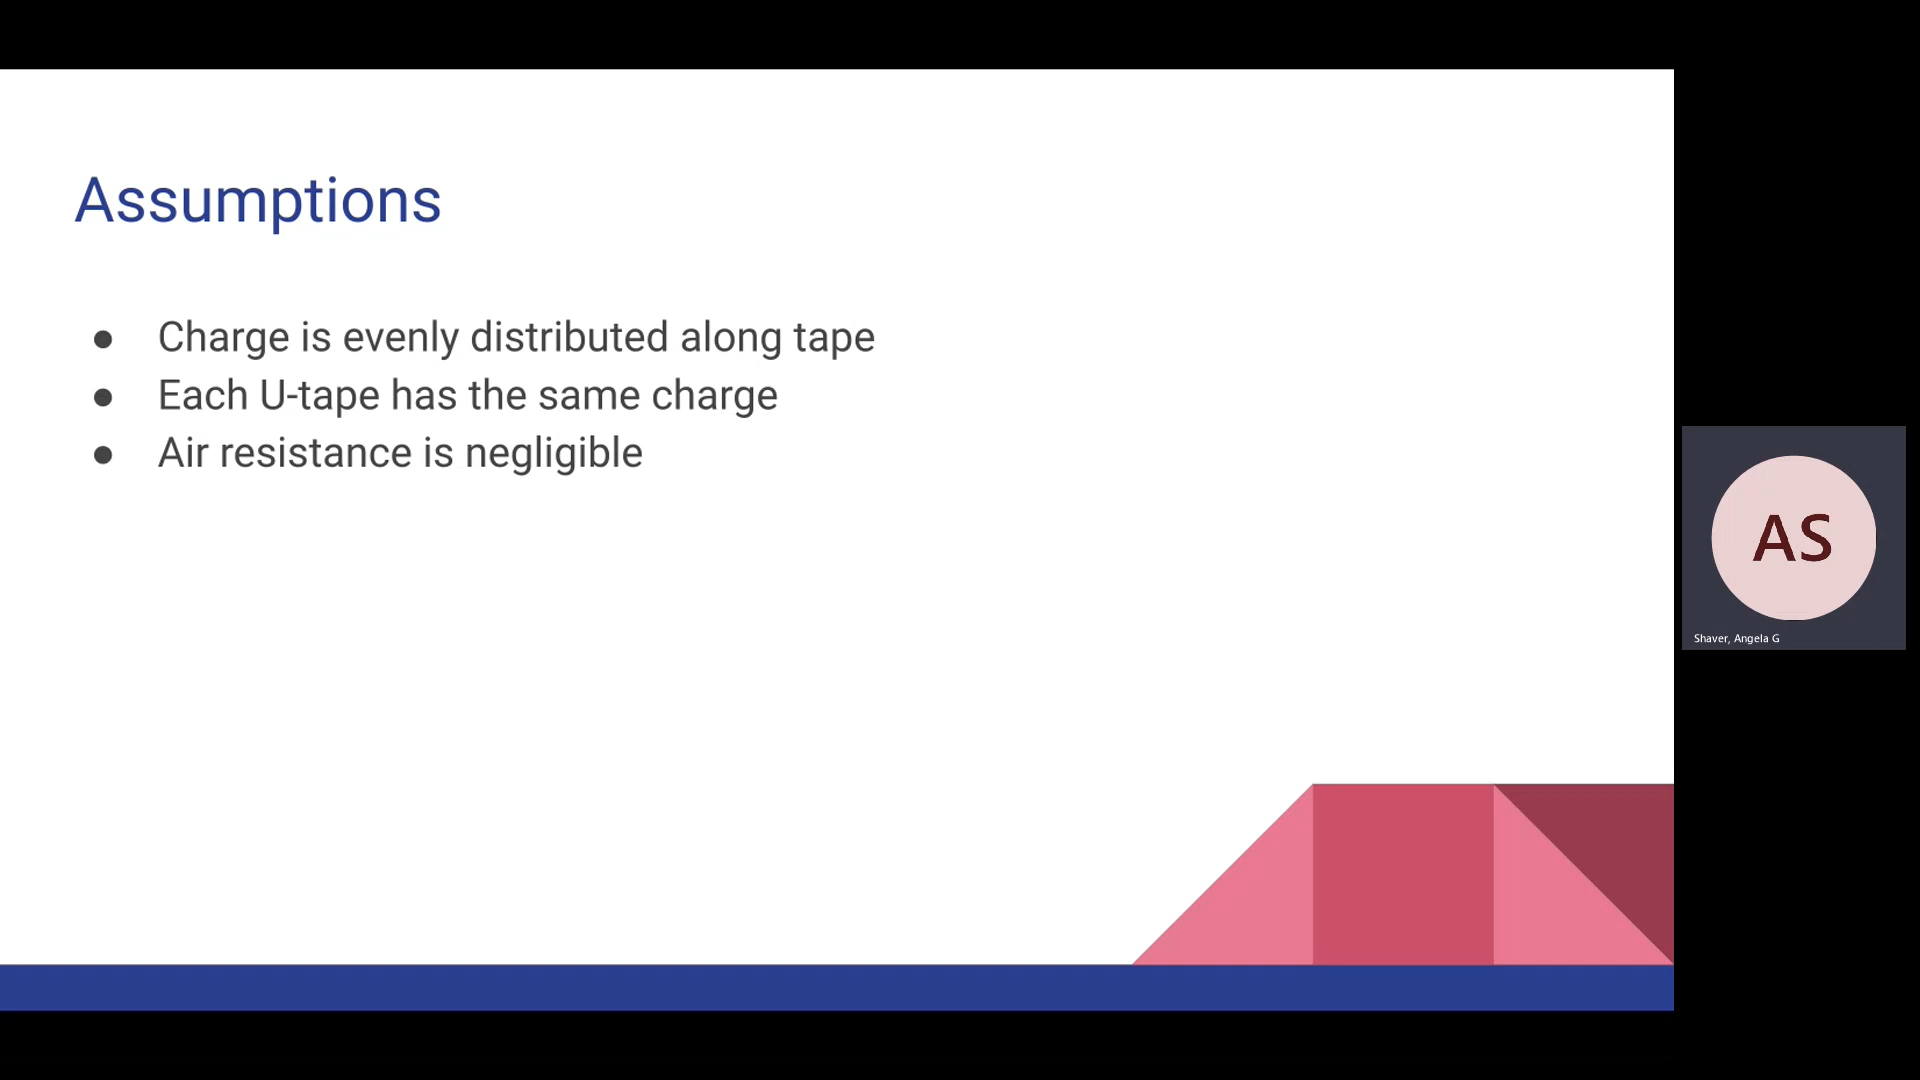 Assumptions
● Charge is evenly distributed along tape
● Each U-tape has the same charge
● Air resistance is negligible
AS
Shaver, Angela G